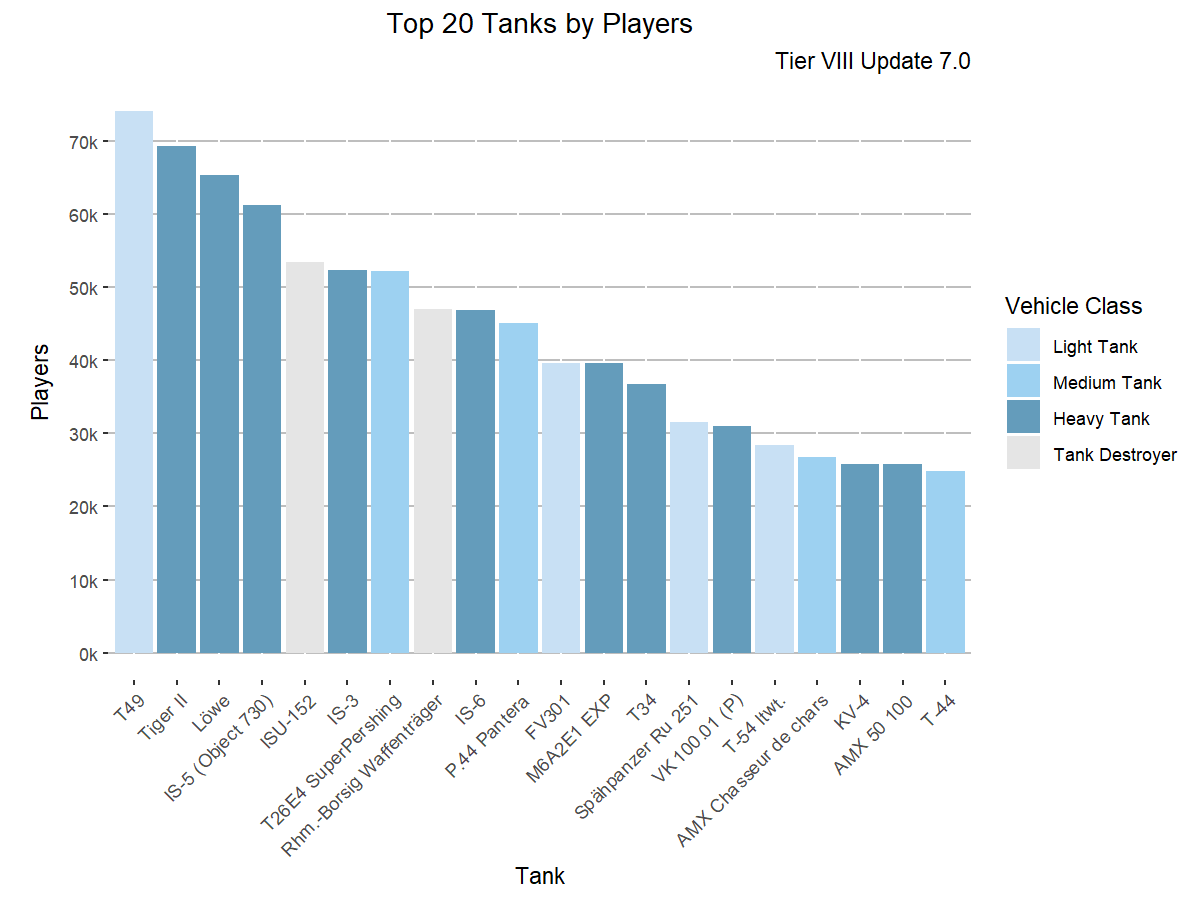 Top 20 Tanks by Players
Tier VIII Update 7.0
Players
70k
60k
50k
40k
30k
20k
10k
0k
T49
Tiger II
Löwe
IS-5 (Object 730)
ISU-152
IS-3
T26E4 SuperPershing
Rhm.-Borsig Waffenträger
IS-6
P.44 Pantera
FV301
M6A2E1 EXP
T34
Spähpanzer Ru 251
VK 100.01 (P)
T-54 ltwt.
AMX Chasseur de chars
KV-4
AMX 50 100
T-44
Tank
Vehicle Class
Light Tank
Medium Tank
Heavy Tank
Tank Destroyer